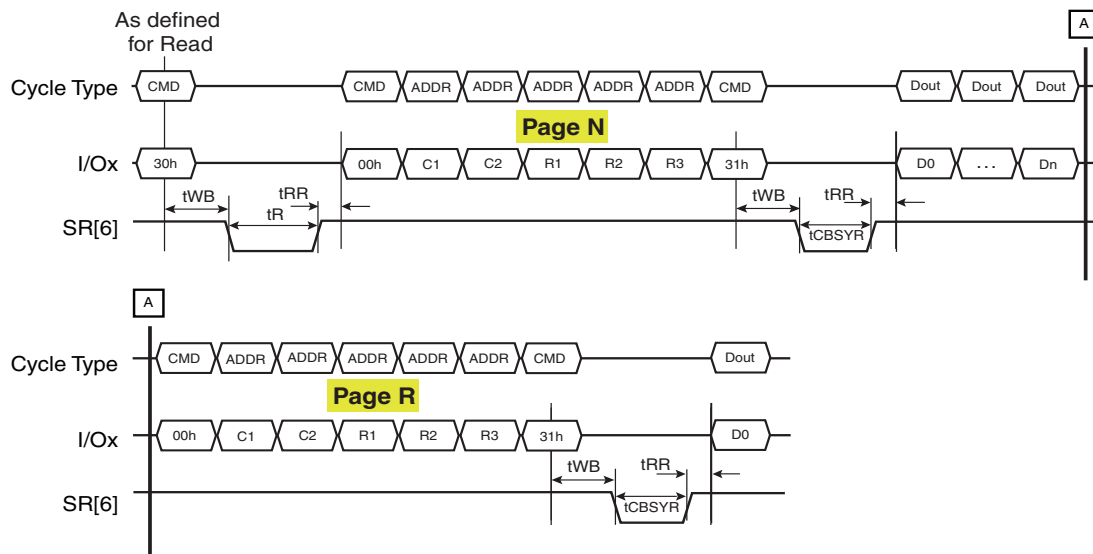 As defined
for Read
A
Cycle Type CMD CMD ADDR ADDR ADDR ADDR ADDR CMD Dout Dout Dout
Page N
I/Ox 30h 00h C1 C2 R1 R2 R3 31h D0 ... Dn
tWB tR tRR tWB tCBSYR tRR
SR[6]
A
Cycle Type CMD ADDR ADDR ADDR ADDR ADDR CMD Dout
Page R
I/Ox 00h C1 C2 R1 R2 R3 31h D0
tWB tRR
tCBSYR
SR[6]